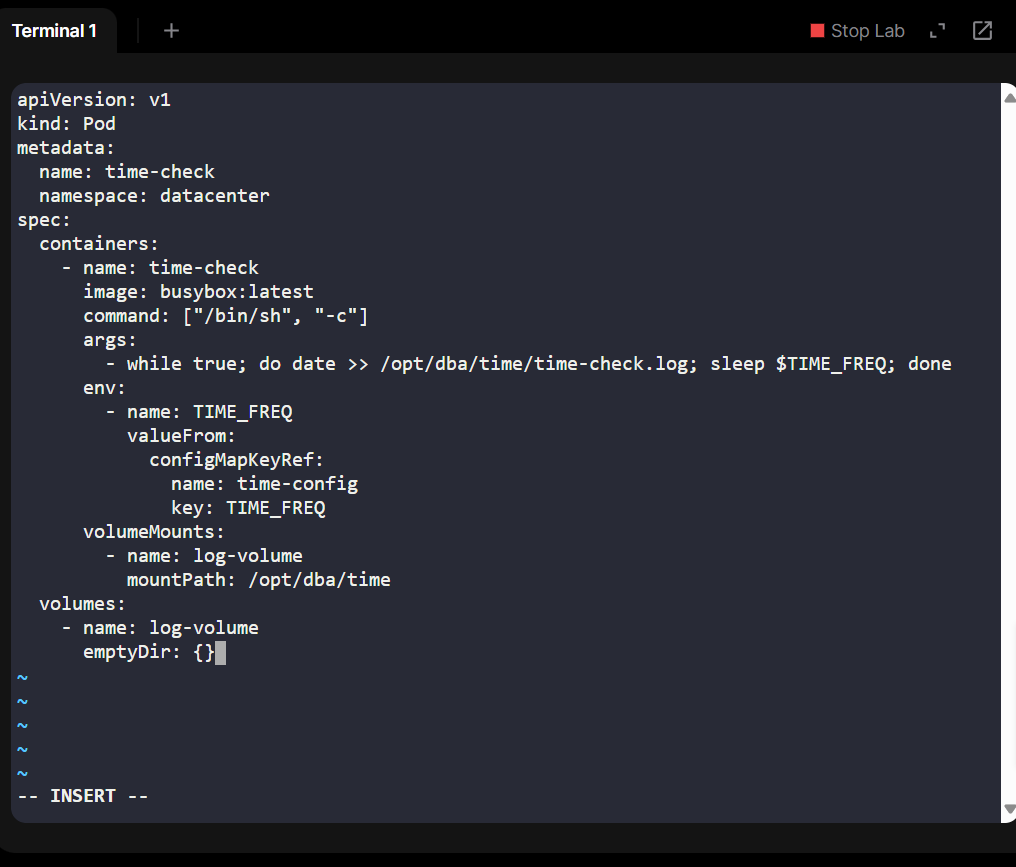 Terminal 1
+
Stop Lab
apiVersion: v1
kind: Pod
metadata:
  name: time-check
  namespace: datacenter
spec:
  containers:
    - name: time-check
      image: busybox:latest
      command: ["/bin/sh", "-c"]
      args:
        - while true; do date >> /opt/dba/time/time-check.log; sleep $TIME_FREQ; done
      env:
        - name: TIME_FREQ
          valueFrom:
            configMapKeyRef:
              name: time-config
              key: TIME_FREQ
      volumeMounts:
        - name: log-volume
          mountPath: /opt/dba/time
  volumes:
    - name: log-volume
      emptyDir: {}
~
~
~
~
~
-- INSERT --